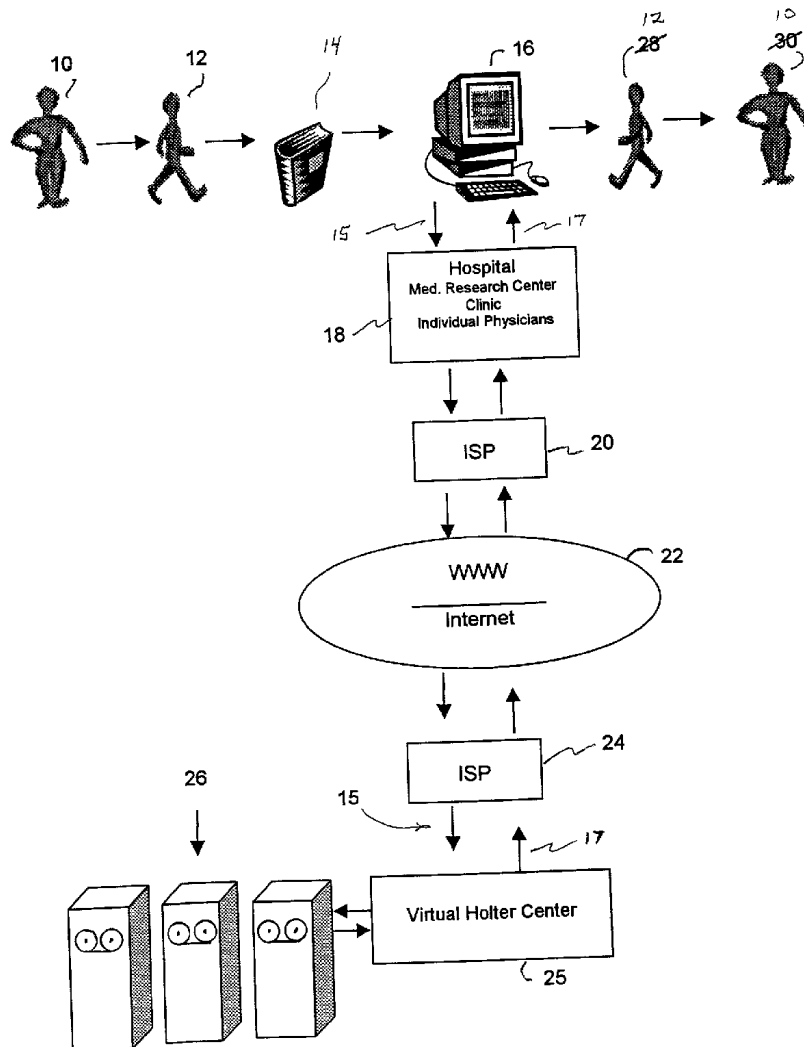 12
10
10
12
14
16
28
30
15
17
Hospital
Med. Research Center
Clinic
Individual Physicians
18
ISP
20
WWW
22
Internet
ISP
24
26
15
17
Virtual Holter Center
25